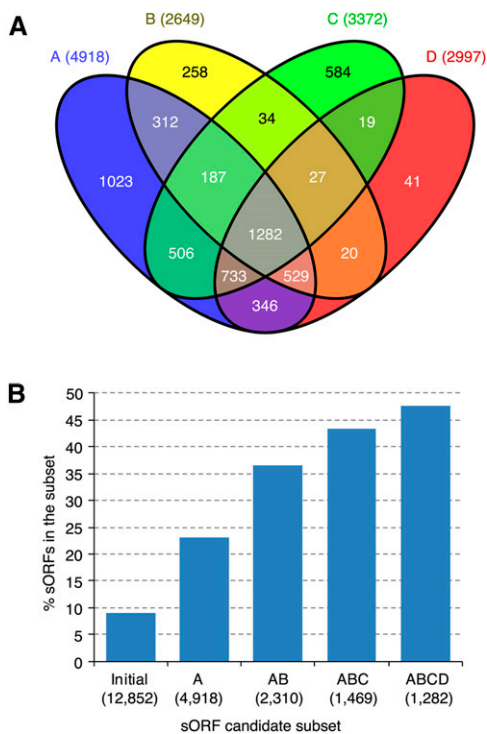 A
B (2649)
C (3372)
A (4918)
D (2997)
258
584
312
34
19
1023
187
27
41
1282
506
20
733
529
346
B
50
45
40
35
30
25
20
15
10
5
0
% sORFs in the subset
Initial A AB ABC ABCD
(12,852) (4,918) (2,310) (1,469) (1,282)
sORF candidate subset